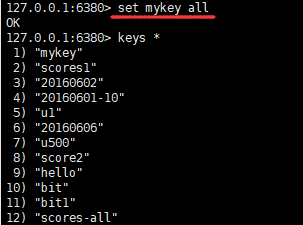 127.0.0.1:6380> set mykey all
OK
127.0.0.1:6380> keys *
1) "mykey"
2) "scores1"
3) "20160602"
4) "20160601-10"
5) "u1"
6) "20160606"
7) "u500"
8) "score2"
9) "hello"
10) "bit"
11) "bit1"
12) "scores-all"